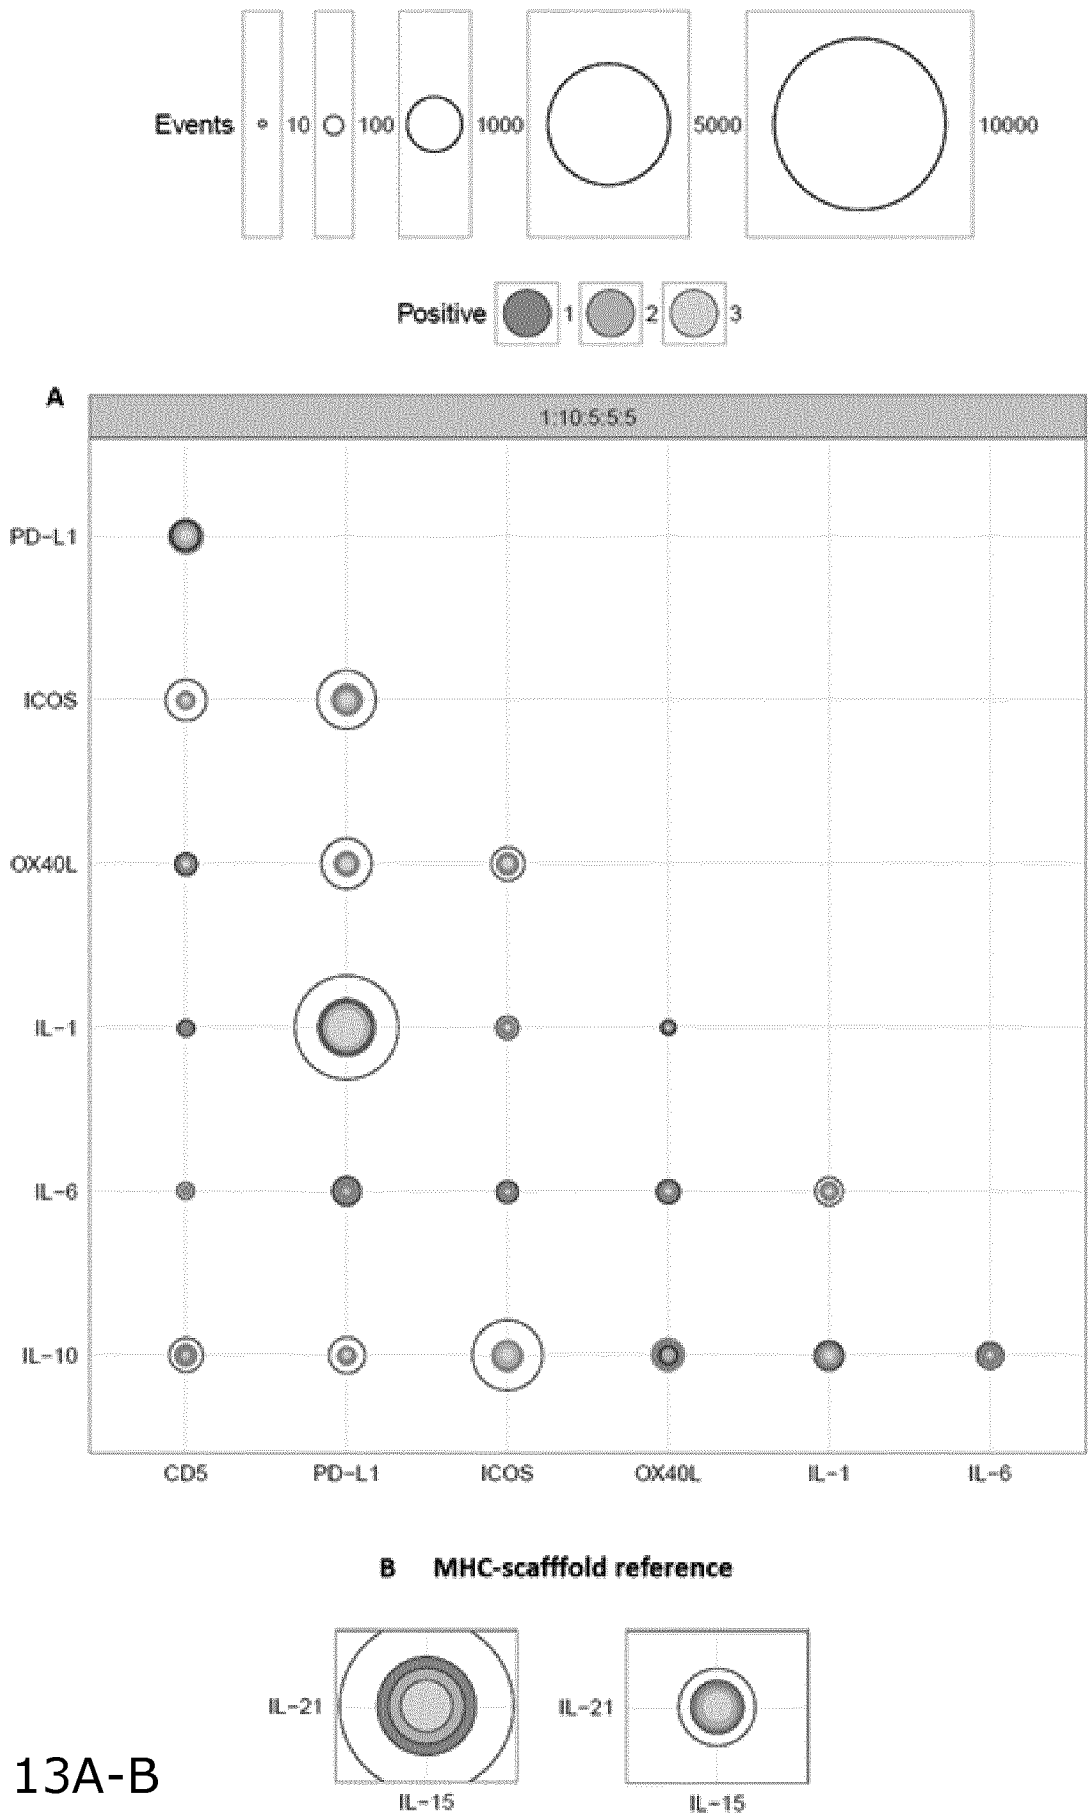 Events 10 100 1000 5000 10000
Positive 1 2 3
A
1:10:5:5:5
PD-L1
ICOS
OX40L
IL-1
IL-6
IL-10
CD5 PD-L1 ICOS OX40L IL-1 IL-6
B MHC-scafffold reference
IL-21 IL-21
IL-15 IL-15
13A-B